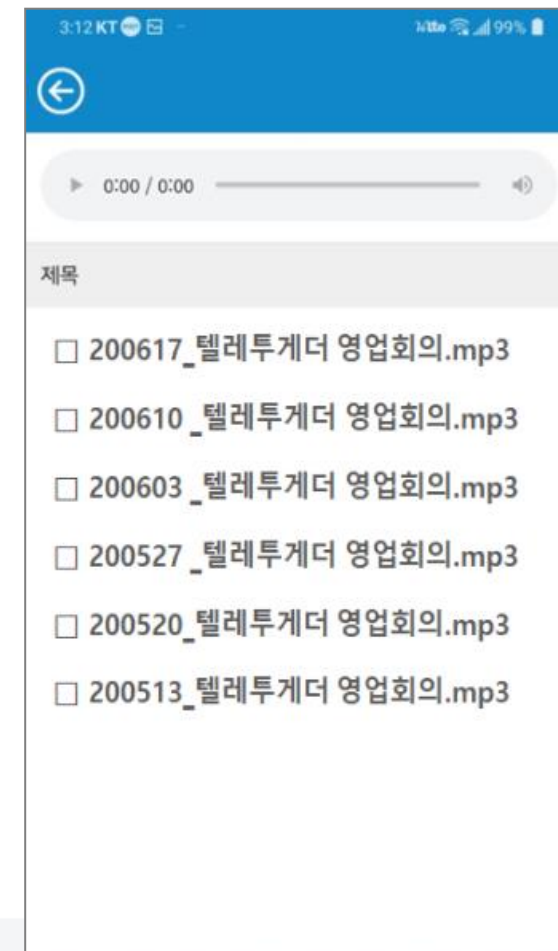 3:12 KT
99%
0:00 / 0:00
제목
200617_텔레투게더 영업회의.mp3
200610 _텔레투게더 영업회의.mp3
200603 _텔레투게더 영업회의.mp3
200527 _텔레투게더 영업회의.mp3
200520_텔레투게더 영업회의.mp3
200513_텔레투게더 영업회의.mp3